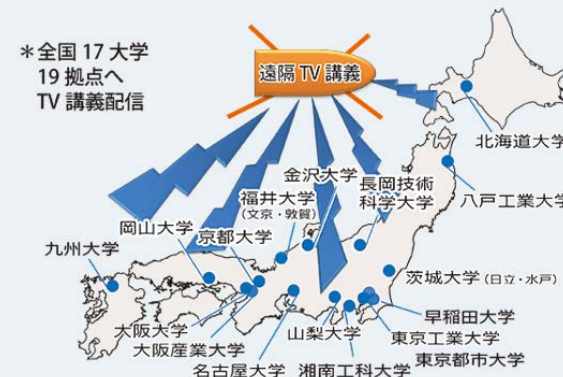 ＊全国 17 大学
19 拠点へ
TV 講義配信
遠隔 TV 講義
北海道大学
八戸工業大学
金沢大学
長岡技術
科学大学
福井大学
（文京・敦賀）
岡山大学
京都大学
九州大学
茨城大学（日立・水戸）
大阪大学
大阪産業大学
名古屋大学
山梨大学
湘南工科大学
早稲田大学
東京工業大学
東京都市大学